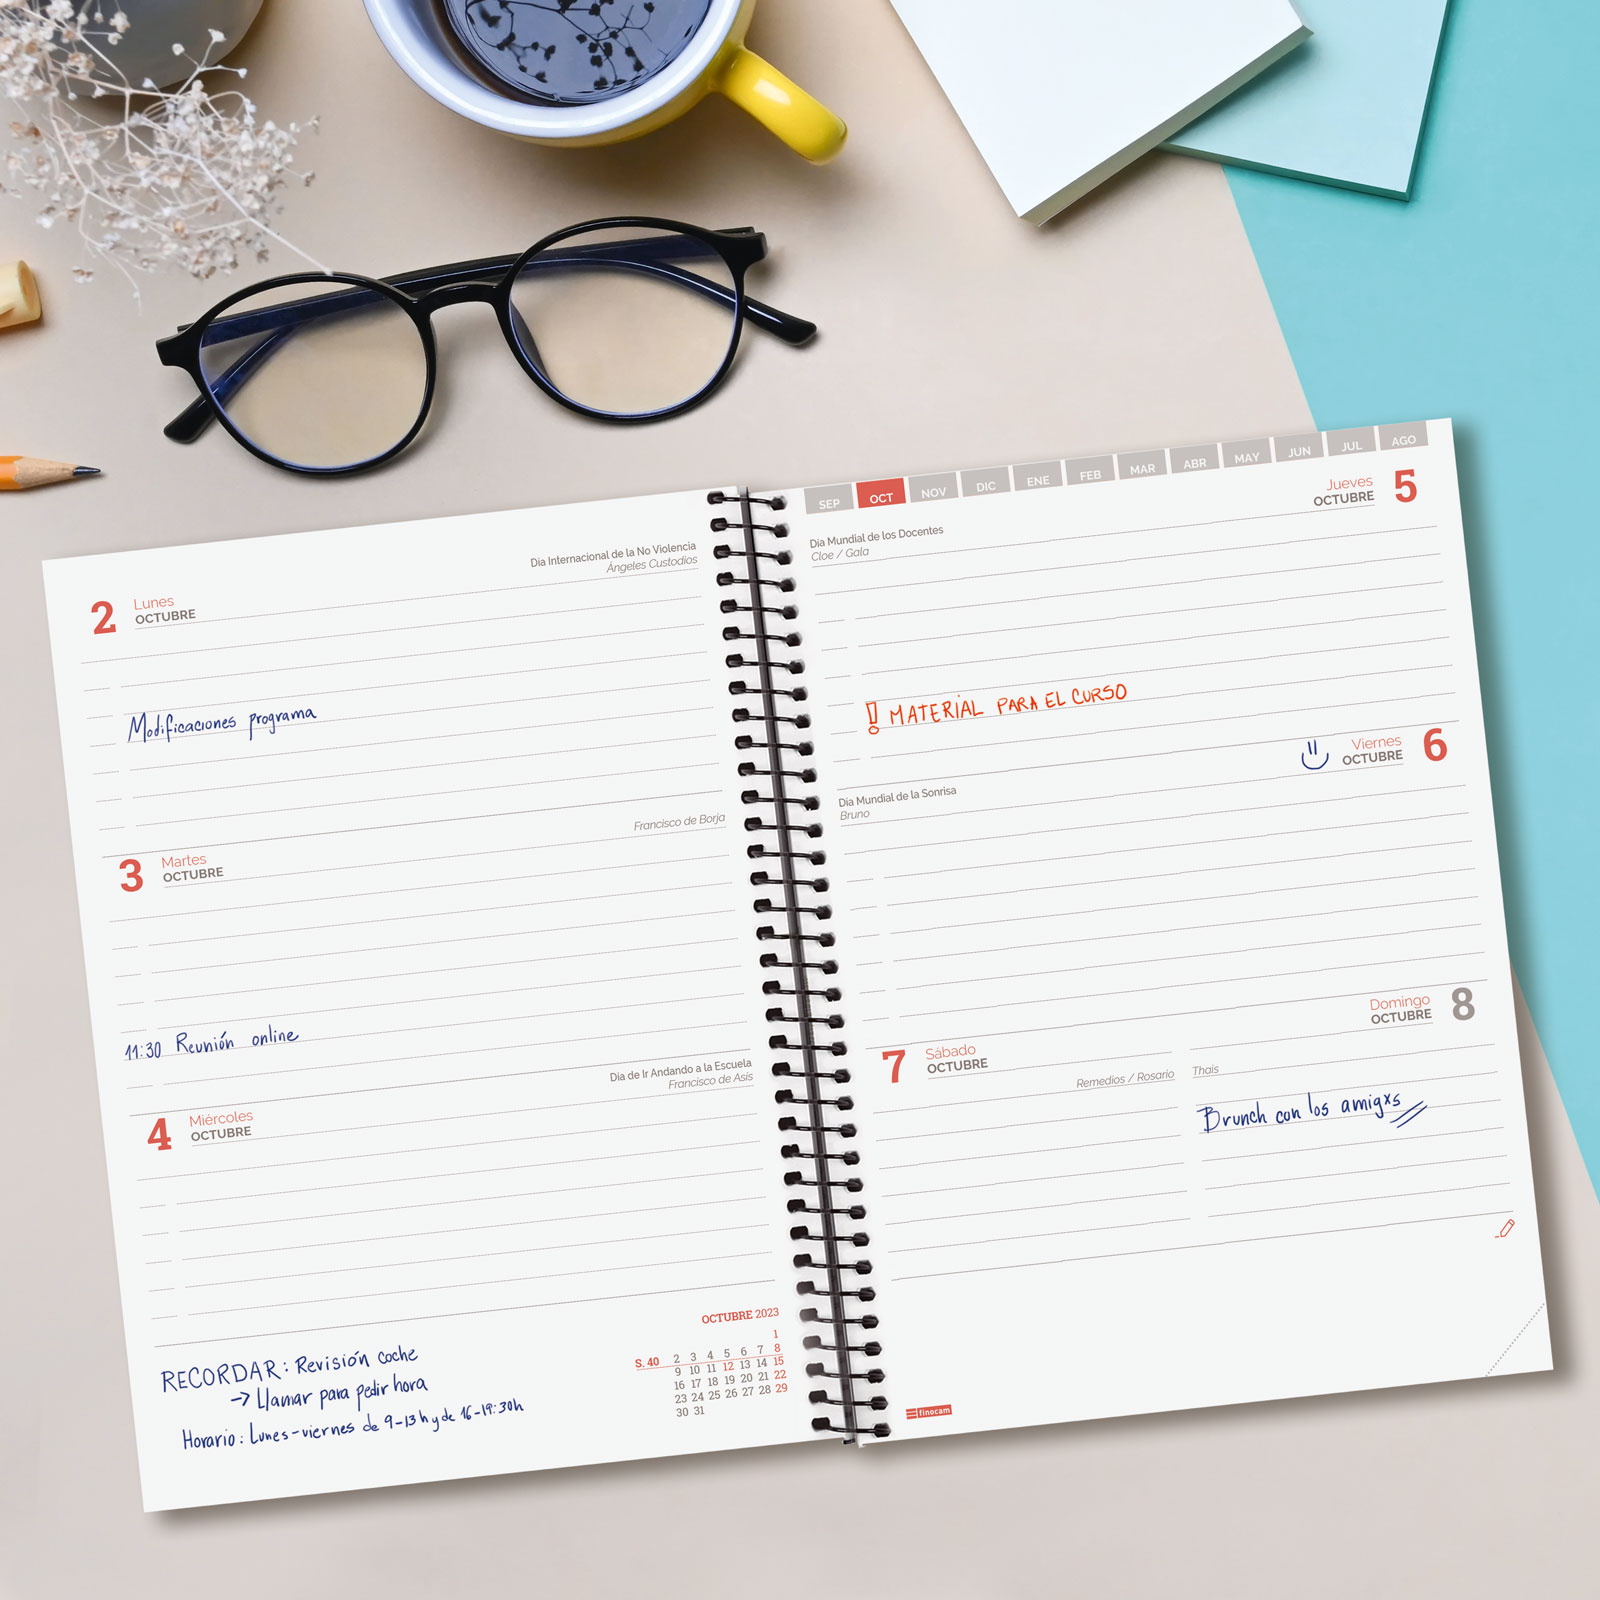 Día Internacional de la No Violencia
Ángeles Custodios
2 Lunes
OCTUBRE
Modificaciones programa
Francisco de Borja
3 Martes
OCTUBRE
11:30 Reunión online
Día de Ir Andando a la Escuela
Francisco de Asís
4 Miércoles
OCTUBRE
RECORDAR: Revisión coche
→ Llamar para pedir hora
Horario: Lunes-viernes de 9-13h y de 16-19:30h
OCTUBRE 2023
1
S. 40 2 3 4 5 6 7 8
9 10 11 12 13 14 15
16 17 18 19 20 21 22
23 24 25 26 27 28 29
30 31
SEP OCT NOV DIC ENE FEB MAR ABR MAY JUN JUL AGO
Jueves 5
OCTUBRE
Día Mundial de los Docentes
Cloe / Gala
! MATERIAL PARA EL CURSO
Viernes 6
OCTUBRE
Día Mundial de la Sonrisa
Bruno
7 Sábado
OCTUBRE
Remedios / Rosario
Domingo 8
OCTUBRE
Thais
Brunch con los amigxs
finocam